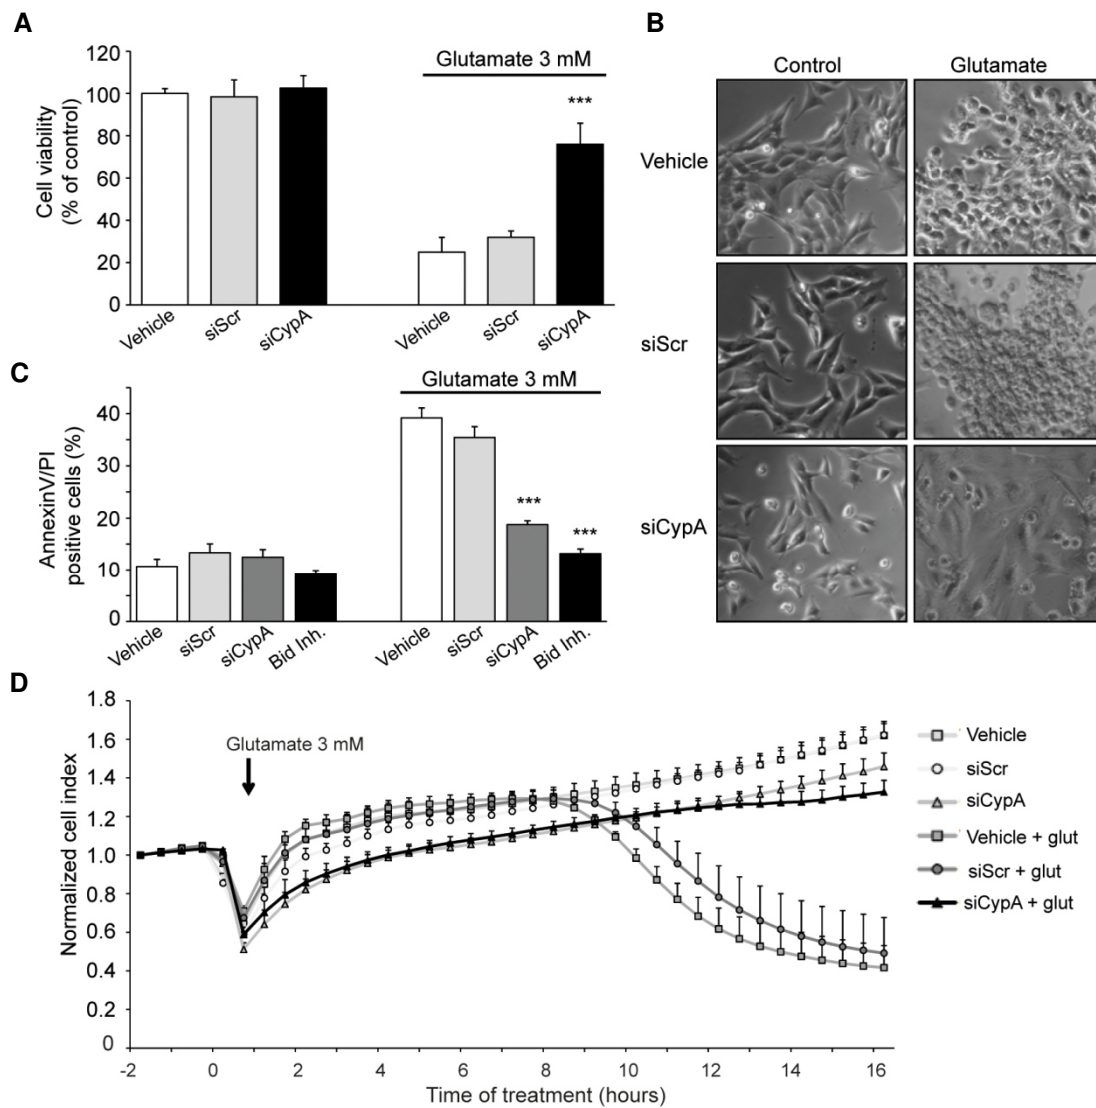 A
Cell viability
(% of control)
120
100
80
60
40
20
0
Glutamate 3 mM
***
Vehicle
siScr
siCypA
Vehicle
siScr
siCypA
B
Control
Glutamate
Vehicle
siScr
siCypA
C
AnnexinV/PI
positive cells (%)
40
30
20
10
0
Glutamate 3 mM
***
***
Vehicle
siScr
siCypA
Bid Inh.
Vehicle
siScr
siCypA
Bid Inh.
D
Normalized cell index
1.8
1.6
1.4
1.2
1.0
0.8
0.6
0.4
0.2
0
Glutamate 3 mM
-2
0
2
4
6
8
10
12
14
16
Time of treatment (hours)
Vehicle
siScr
siCypA
Vehicle + glut
siScr + glut
siCypA + glut